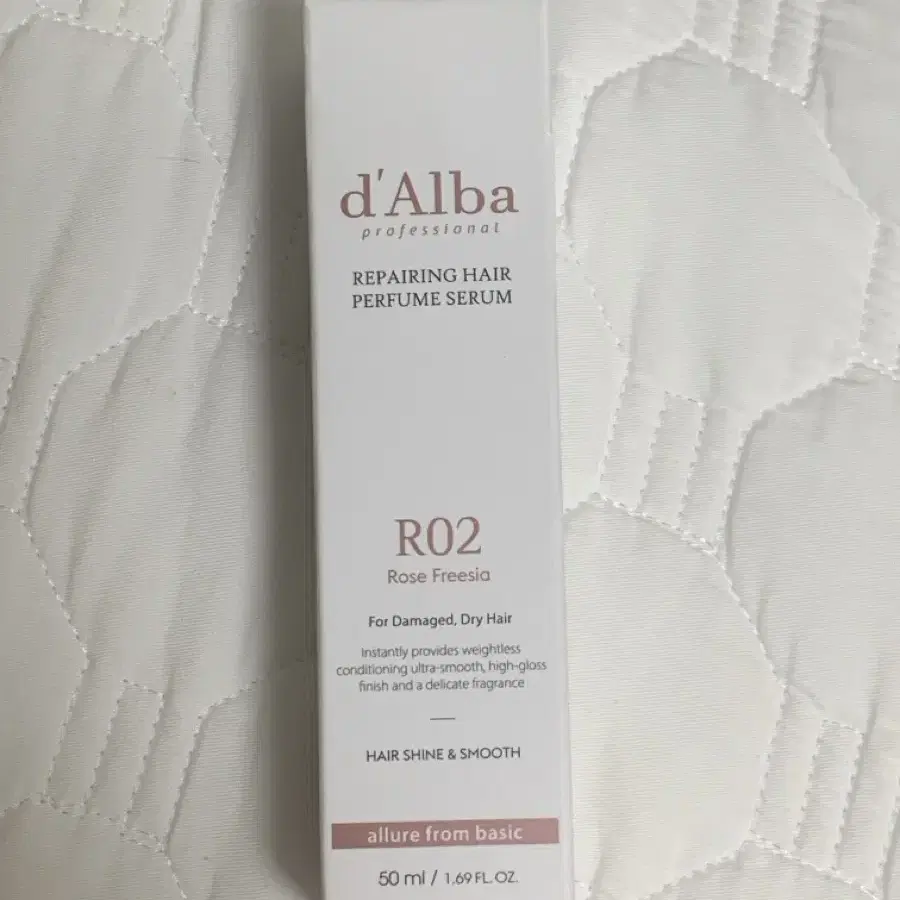 d'Alba
professional
REPAIRING HAIR
PERFUME SERUM
R02
Rose Freesia
For Damaged, Dry Hair
Instantly provides weightless
conditioning ultra-smooth, high-gloss
finish and a delicate fragrance
HAIR SHINE & SMOOTH
allure from basic
50 ml / 1.69 FL. OZ.